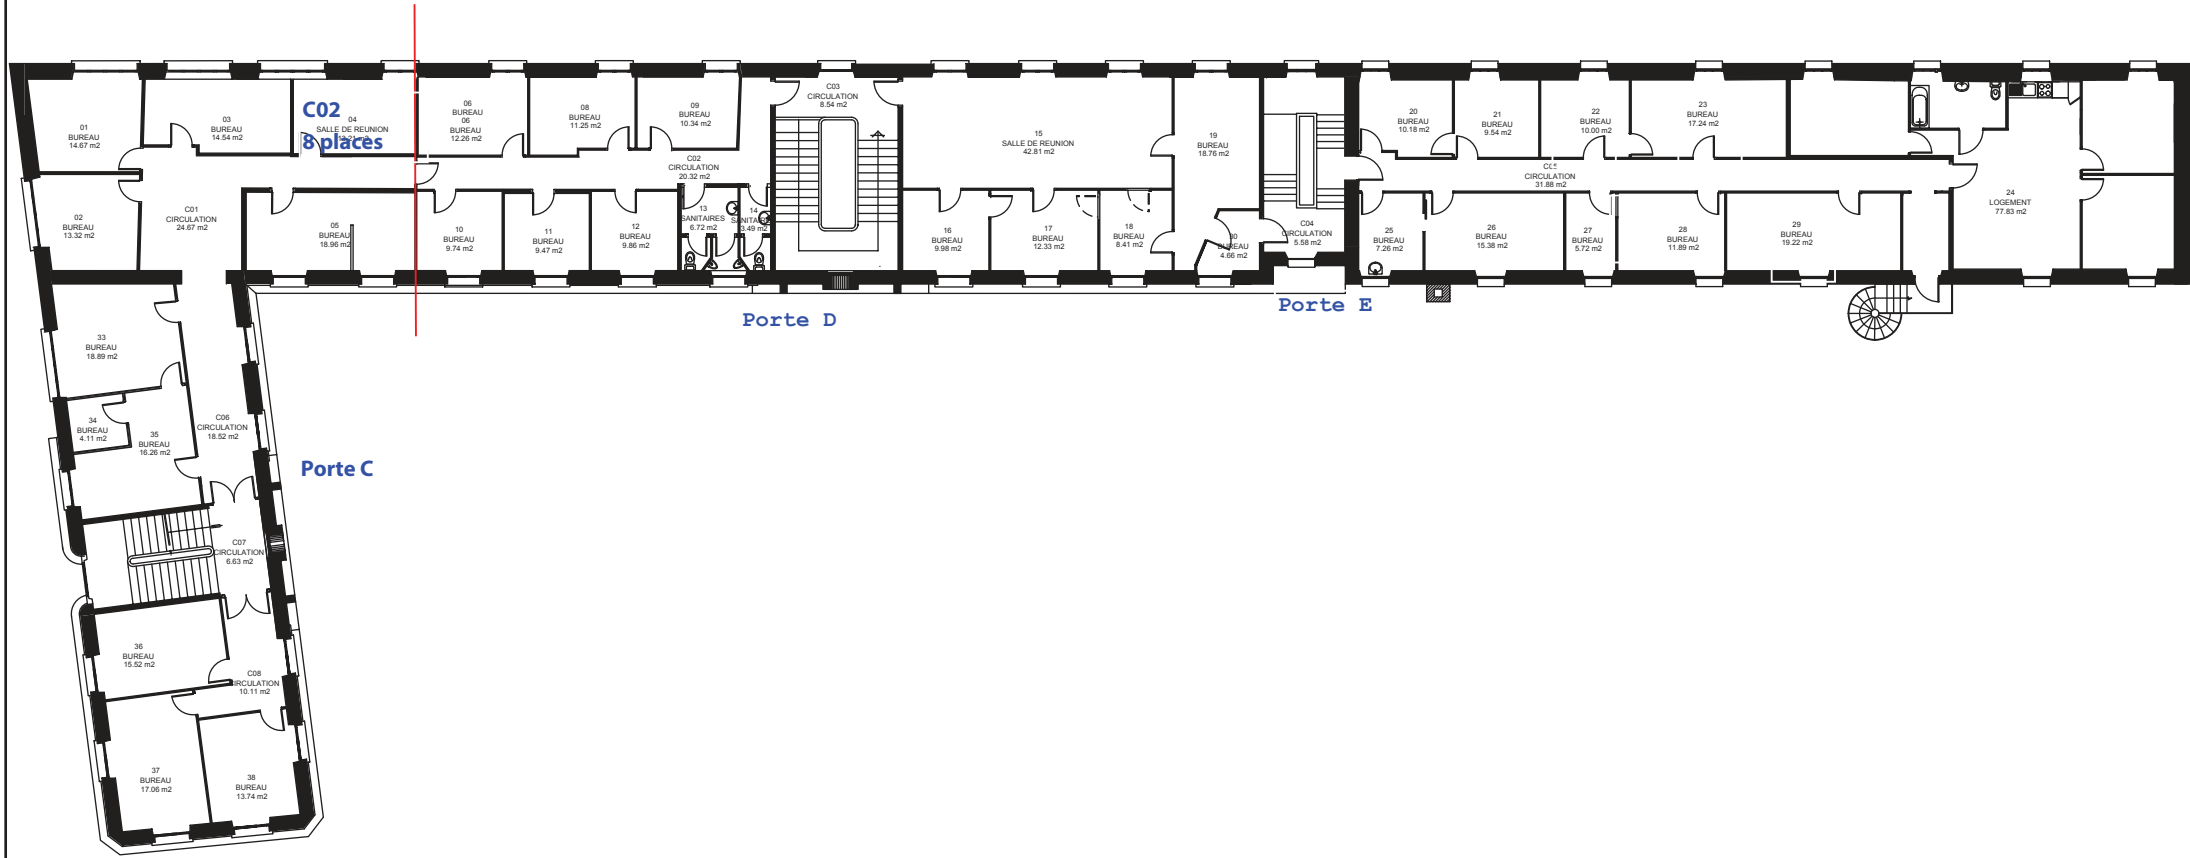 01
BUREAU
14.67 m2
03
BUREAU
14.54 m2
C02
8 places
04
SALLE DE REUNION
06
BUREAU
06
BUREAU
12.26 m2
08
BUREAU
11.25 m2
09
BUREAU
10.34 m2
C03
CIRCULATION
8.54 m2
C02
CIRCULATION
20.32 m2
15
SALLE DE REUNION
42.81 m2
19
BUREAU
18.76 m2
20
BUREAU
10.18 m2
21
BUREAU
9.54 m2
22
BUREAU
10.00 m2
23
BUREAU
17.24 m2
CIRCULATION
31.88 m2
24
LOGEMENT
77.83 m2
02
BUREAU
13.32 m2
C01
CIRCULATION
24.67 m2
05
BUREAU
18.96 m2
10
BUREAU
9.74 m2
11
BUREAU
9.47 m2
12
BUREAU
9.86 m2
13
SANITAIRES
6.72 m2
14
SANITAIRES
3.49 m2
16
BUREAU
9.98 m2
17
BUREAU
12.33 m2
18
BUREAU
8.41 m2
30
BUREAU
4.66 m2
C04
CIRCULATION
5.58 m2
25
BUREAU
7.26 m2
26
BUREAU
15.38 m2
27
BUREAU
5.72 m2
28
BUREAU
11.89 m2
29
BUREAU
19.22 m2
Porte D
Porte E
33
BUREAU
18.89 m2
34
BUREAU
4.11 m2
35
BUREAU
16.26 m2
C06
CIRCULATION
18.52 m2
Porte C
C07
CIRCULATION
6.63 m2
36
BUREAU
15.52 m2
C08
CIRCULATION
10.11 m2
37
BUREAU
17.06 m2
38
BUREAU
13.74 m2